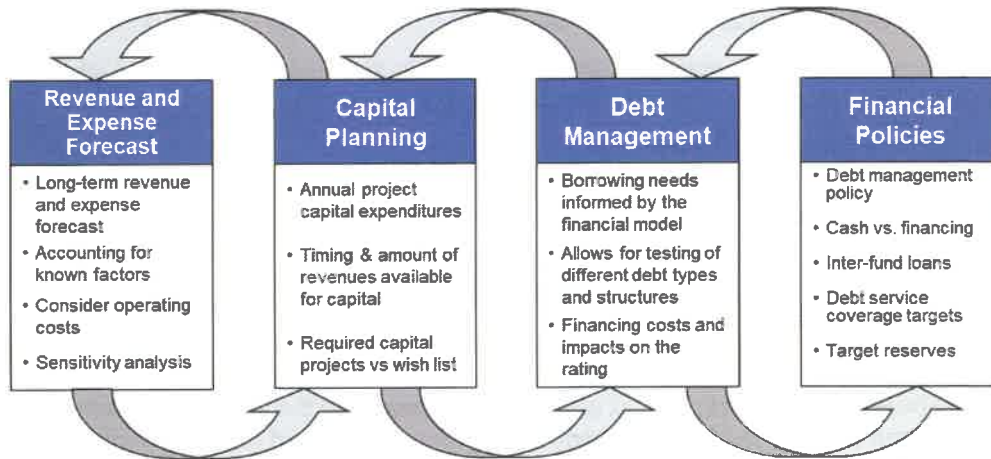 Revenue and
Expense
Forecast
• Long-term revenue
and expense
forecast
• Accounting for
known factors
• Consider operating
costs
• Sensitivity analysis
Capital
Planning
• Annual project
capital expenditures
• Timing & amount of
revenues available
for capital
• Required capital
projects vs wish list
Debt
Management
• Borrowing needs
informed by the
financial model
• Allows for testing of
different debt types
and structures
• Financing costs and
impacts on the
rating
Financial
Policies
• Debt management
policy
• Cash vs. financing
• Inter-fund loans
• Debt service
coverage targets
• Target reserves